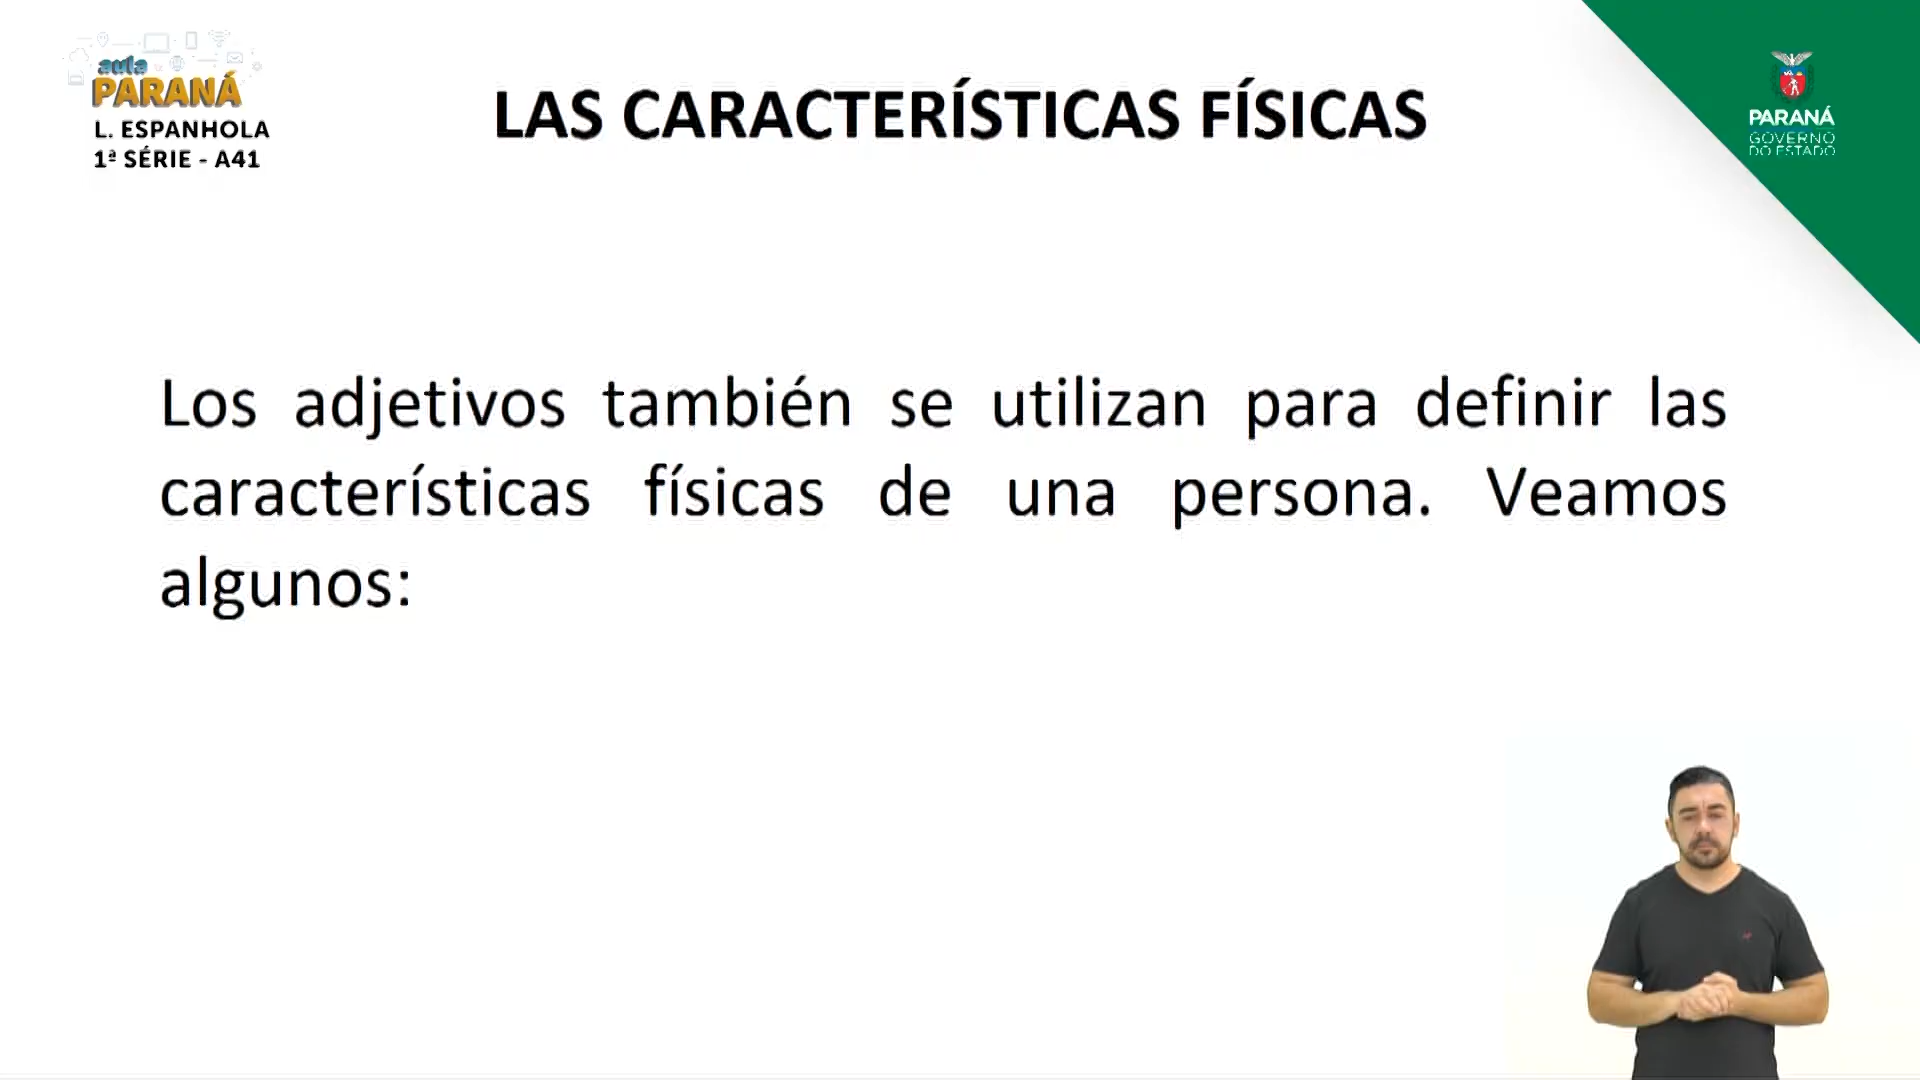 aula
PARANÁ
L. ESPANHOLA
1ª SÉRIE - A41
LAS CARACTERÍSTICAS FÍSICAS
PARANÁ
GOVERNO
DO ESTADO
Los adjetivos también se utilizan para definir las
características físicas de una persona. Veamos
algunos: